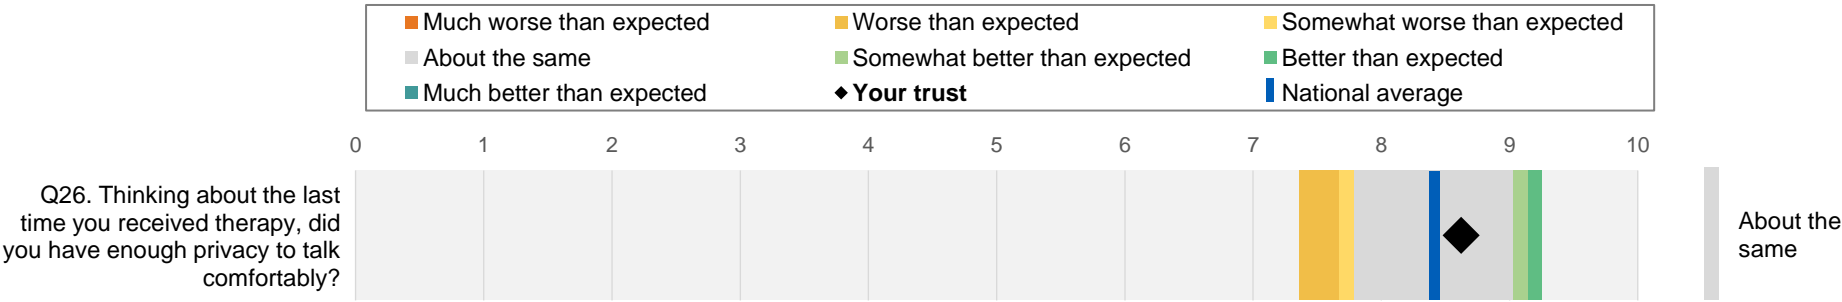 Much worse than expected
Worse than expected
Somewhat worse than expected
About the same
Somewhat better than expected
Better than expected
Much better than expected
Your trust
National average
0 1 2 3 4 5 6 7 8 9 10
Q26. Thinking about the last
time you received therapy, did
you have enough privacy to talk
comfortably?
About the
same